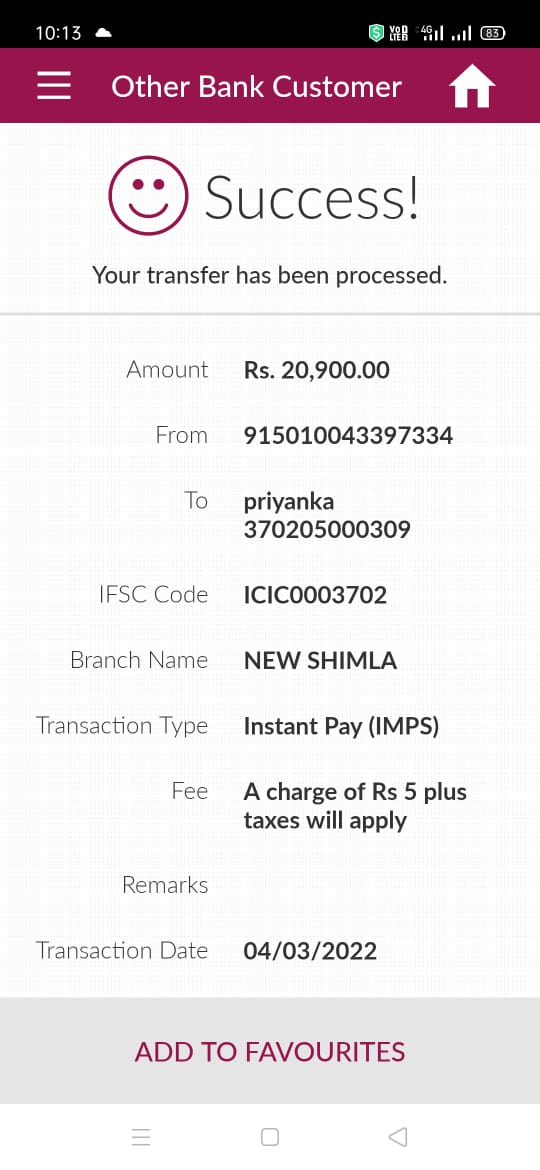 10:13
VoD LTE 4G 83
Other Bank Customer
Success!
Your transfer has been processed.
Amount Rs. 20,900.00
From 915010043397334
To priyanka
370205000309
IFSC Code ICIC0003702
Branch Name NEW SHIMLA
Transaction Type Instant Pay (IMPS)
Fee A charge of Rs 5 plus
taxes will apply
Remarks
Transaction Date 04/03/2022
ADD TO FAVOURITES